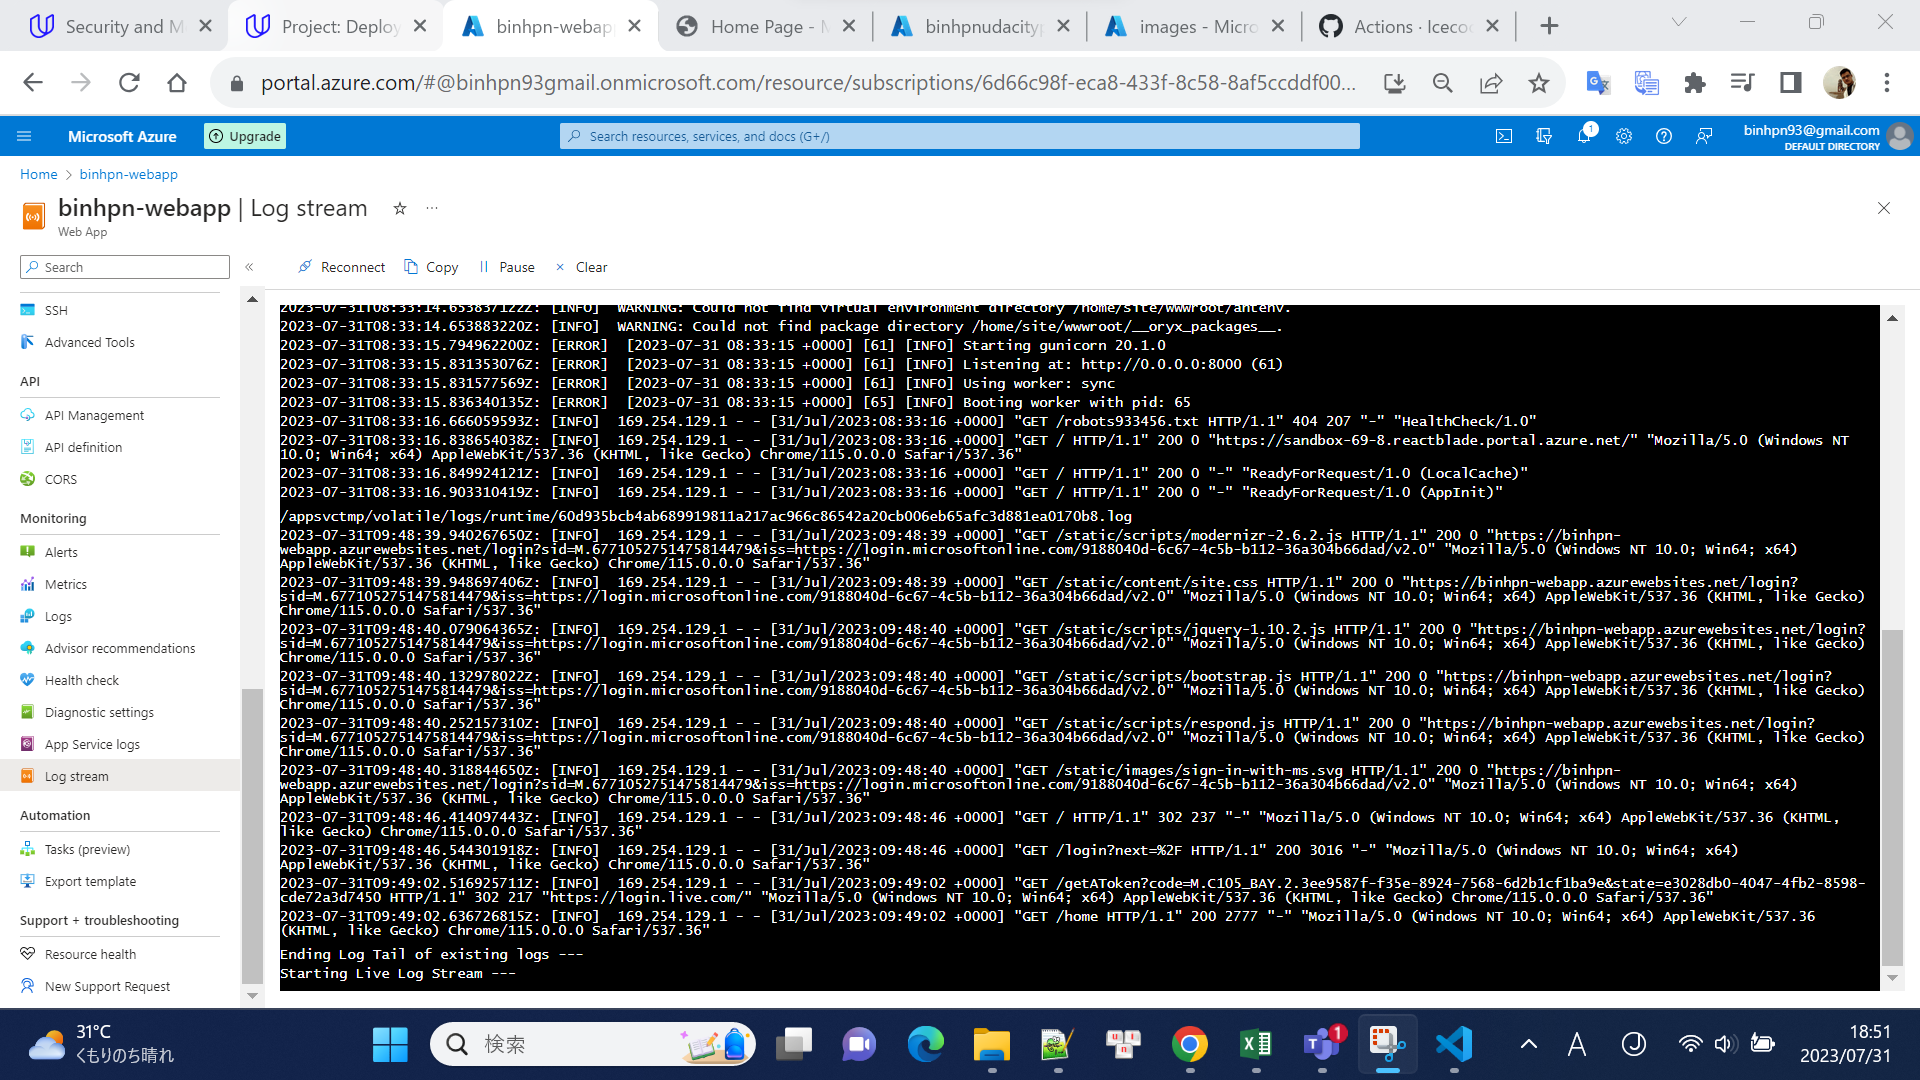 Security and M
Project: Deploy
binhpn-webap
Home Page - M
binhpnudacityp
images - Micro
Actions · Iceco
portal.azure.com/#@binhpn93gmail.onmicrosoft.com/resource/subscriptions/6d66c98f-eca8-433f-8c58-8af5ccddf00...
Microsoft Azure
Upgrade
Search resources, services, and docs (G+/)
1
binhpn93@gmail.com
DEFAULT DIRECTORY
Home > binhpn-webapp
binhpn-webapp | Log stream
Web App
Search
«
Reconnect
Copy
Pause
Clear
SSH
Advanced Tools
API
API Management
API definition
CORS
Monitoring
Alerts
Metrics
Logs
Advisor recommendations
Health check
Diagnostic settings
App Service logs
Log stream
Automation
Tasks (preview)
Export template
Support + troubleshooting
Resource health
New Support Request
2023-07-31T08:33:14.653837122Z: [INFO]  WARNING: Could not find virtual environment directory /home/site/wwwroot/antenv.
2023-07-31T08:33:14.653883220Z: [INFO]  WARNING: Could not find package directory /home/site/wwwroot/__oryx_packages__.
2023-07-31T08:33:15.794962200Z: [ERROR]  [2023-07-31 08:33:15 +0000] [61] [INFO] Starting gunicorn 20.1.0
2023-07-31T08:33:15.831353076Z: [ERROR]  [2023-07-31 08:33:15 +0000] [61] [INFO] Listening at: http://0.0.0.0:8000 (61)
2023-07-31T08:33:15.831577569Z: [ERROR]  [2023-07-31 08:33:15 +0000] [61] [INFO] Using worker: sync
2023-07-31T08:33:15.836340135Z: [ERROR]  [2023-07-31 08:33:15 +0000] [65] [INFO] Booting worker with pid: 65
2023-07-31T08:33:16.666059593Z: [INFO]  169.254.129.1 - - [31/Jul/2023:08:33:16 +0000] "GET /robots933456.txt HTTP/1.1" 404 207 "-" "HealthCheck/1.0"
2023-07-31T08:33:16.838654038Z: [INFO]  169.254.129.1 - - [31/Jul/2023:08:33:16 +0000] "GET / HTTP/1.1" 200 0 "https://sandbox-69-8.reactblade.portal.azure.net/" "Mozilla/5.0 (Windows NT
10.0; Win64; x64) AppleWebKit/537.36 (KHTML, like Gecko) Chrome/115.0.0.0 Safari/537.36"
2023-07-31T08:33:16.849924121Z: [INFO]  169.254.129.1 - - [31/Jul/2023:08:33:16 +0000] "GET / HTTP/1.1" 200 0 "-" "ReadyForRequest/1.0 (LocalCache)"
2023-07-31T08:33:16.903310419Z: [INFO]  169.254.129.1 - - [31/Jul/2023:08:33:16 +0000] "GET / HTTP/1.1" 200 0 "-" "ReadyForRequest/1.0 (AppInit)"
/appsvctmp/volatile/logs/runtime/60d935bcb4ab689919811a217ac966c86542a20cb006eb65afc3d881ea0170b8.log
2023-07-31T09:48:39.940267650Z: [INFO]  169.254.129.1 - - [31/Jul/2023:09:48:39 +0000] "GET /static/scripts/modernizr-2.6.2.js HTTP/1.1" 200 0 "https://binhpn-
webapp.azurewebsites.net/login?sid=M.6771052751475814479&iss=https://login.microsoftonline.com/9188040d-6c67-4c5b-b112-36a304b66dad/v2.0" "Mozilla/5.0 (Windows NT 10.0; Win64; x64)
AppleWebKit/537.36 (KHTML, like Gecko) Chrome/115.0.0.0 Safari/537.36"
2023-07-31T09:48:39.948697406Z: [INFO]  169.254.129.1 - - [31/Jul/2023:09:48:39 +0000] "GET /static/content/site.css HTTP/1.1" 200 0 "https://binhpn-webapp.azurewebsites.net/login?
sid=M.6771052751475814479&iss=https://login.microsoftonline.com/9188040d-6c67-4c5b-b112-36a304b66dad/v2.0" "Mozilla/5.0 (Windows NT 10.0; Win64; x64) AppleWebKit/537.36 (KHTML, like Gecko)
Chrome/115.0.0.0 Safari/537.36"
2023-07-31T09:48:40.079064365Z: [INFO]  169.254.129.1 - - [31/Jul/2023:09:48:40 +0000] "GET /static/scripts/jquery-1.10.2.js HTTP/1.1" 200 0 "https://binhpn-webapp.azurewebsites.net/login?
sid=M.6771052751475814479&iss=https://login.microsoftonline.com/9188040d-6c67-4c5b-b112-36a304b66dad/v2.0" "Mozilla/5.0 (Windows NT 10.0; Win64; x64) AppleWebKit/537.36 (KHTML, like Gecko)
Chrome/115.0.0.0 Safari/537.36"
2023-07-31T09:48:40.132978022Z: [INFO]  169.254.129.1 - - [31/Jul/2023:09:48:40 +0000] "GET /static/scripts/bootstrap.js HTTP/1.1" 200 0 "https://binhpn-webapp.azurewebsites.net/login?
sid=M.6771052751475814479&iss=https://login.microsoftonline.com/9188040d-6c67-4c5b-b112-36a304b66dad/v2.0" "Mozilla/5.0 (Windows NT 10.0; Win64; x64) AppleWebKit/537.36 (KHTML, like Gecko)
Chrome/115.0.0.0 Safari/537.36"
2023-07-31T09:48:40.252157310Z: [INFO]  169.254.129.1 - - [31/Jul/2023:09:48:40 +0000] "GET /static/scripts/respond.js HTTP/1.1" 200 0 "https://binhpn-webapp.azurewebsites.net/login?
sid=M.6771052751475814479&iss=https://login.microsoftonline.com/9188040d-6c67-4c5b-b112-36a304b66dad/v2.0" "Mozilla/5.0 (Windows NT 10.0; Win64; x64) AppleWebKit/537.36 (KHTML, like Gecko)
Chrome/115.0.0.0 Safari/537.36"
2023-07-31T09:48:40.318844650Z: [INFO]  169.254.129.1 - - [31/Jul/2023:09:48:40 +0000] "GET /static/images/sign-in-with-ms.svg HTTP/1.1" 200 0 "https://binhpn-
webapp.azurewebsites.net/login?sid=M.6771052751475814479&iss=https://login.microsoftonline.com/9188040d-6c67-4c5b-b112-36a304b66dad/v2.0" "Mozilla/5.0 (Windows NT 10.0; Win64; x64)
AppleWebKit/537.36 (KHTML, like Gecko) Chrome/115.0.0.0 Safari/537.36"
2023-07-31T09:48:46.414097443Z: [INFO]  169.254.129.1 - - [31/Jul/2023:09:48:46 +0000] "GET / HTTP/1.1" 302 237 "-" "Mozilla/5.0 (Windows NT 10.0; Win64; x64) AppleWebKit/537.36 (KHTML,
like Gecko) Chrome/115.0.0.0 Safari/537.36"
2023-07-31T09:48:46.544301918Z: [INFO]  169.254.129.1 - - [31/Jul/2023:09:48:46 +0000] "GET /login?next=%2F HTTP/1.1" 200 3016 "-" "Mozilla/5.0 (Windows NT 10.0; Win64; x64)
AppleWebKit/537.36 (KHTML, like Gecko) Chrome/115.0.0.0 Safari/537.36"
2023-07-31T09:49:02.516925711Z: [INFO]  169.254.129.1 - - [31/Jul/2023:09:49:02 +0000] "GET /getAToken?code=M.C105_BAY.2.3ee9587f-f35e-8924-7568-6d2b1cf1ba9e&state=e3028db0-4047-4fb2-8598-
cde72a3d7450 HTTP/1.1" 302 217 "https://login.live.com/" "Mozilla/5.0 (Windows NT 10.0; Win64; x64) AppleWebKit/537.36 (KHTML, like Gecko) Chrome/115.0.0.0 Safari/537.36"
2023-07-31T09:49:02.636726815Z: [INFO]  169.254.129.1 - - [31/Jul/2023:09:49:02 +0000] "GET /home HTTP/1.1" 200 2777 "-" "Mozilla/5.0 (Windows NT 10.0; Win64; x64) AppleWebKit/537.36
(KHTML, like Gecko) Chrome/115.0.0.0 Safari/537.36"
Ending Log Tail of existing logs ---
Starting Live Log Stream ---
31°C
くもりのち晴れ
検索
1
A
J
18:51
2023/07/31